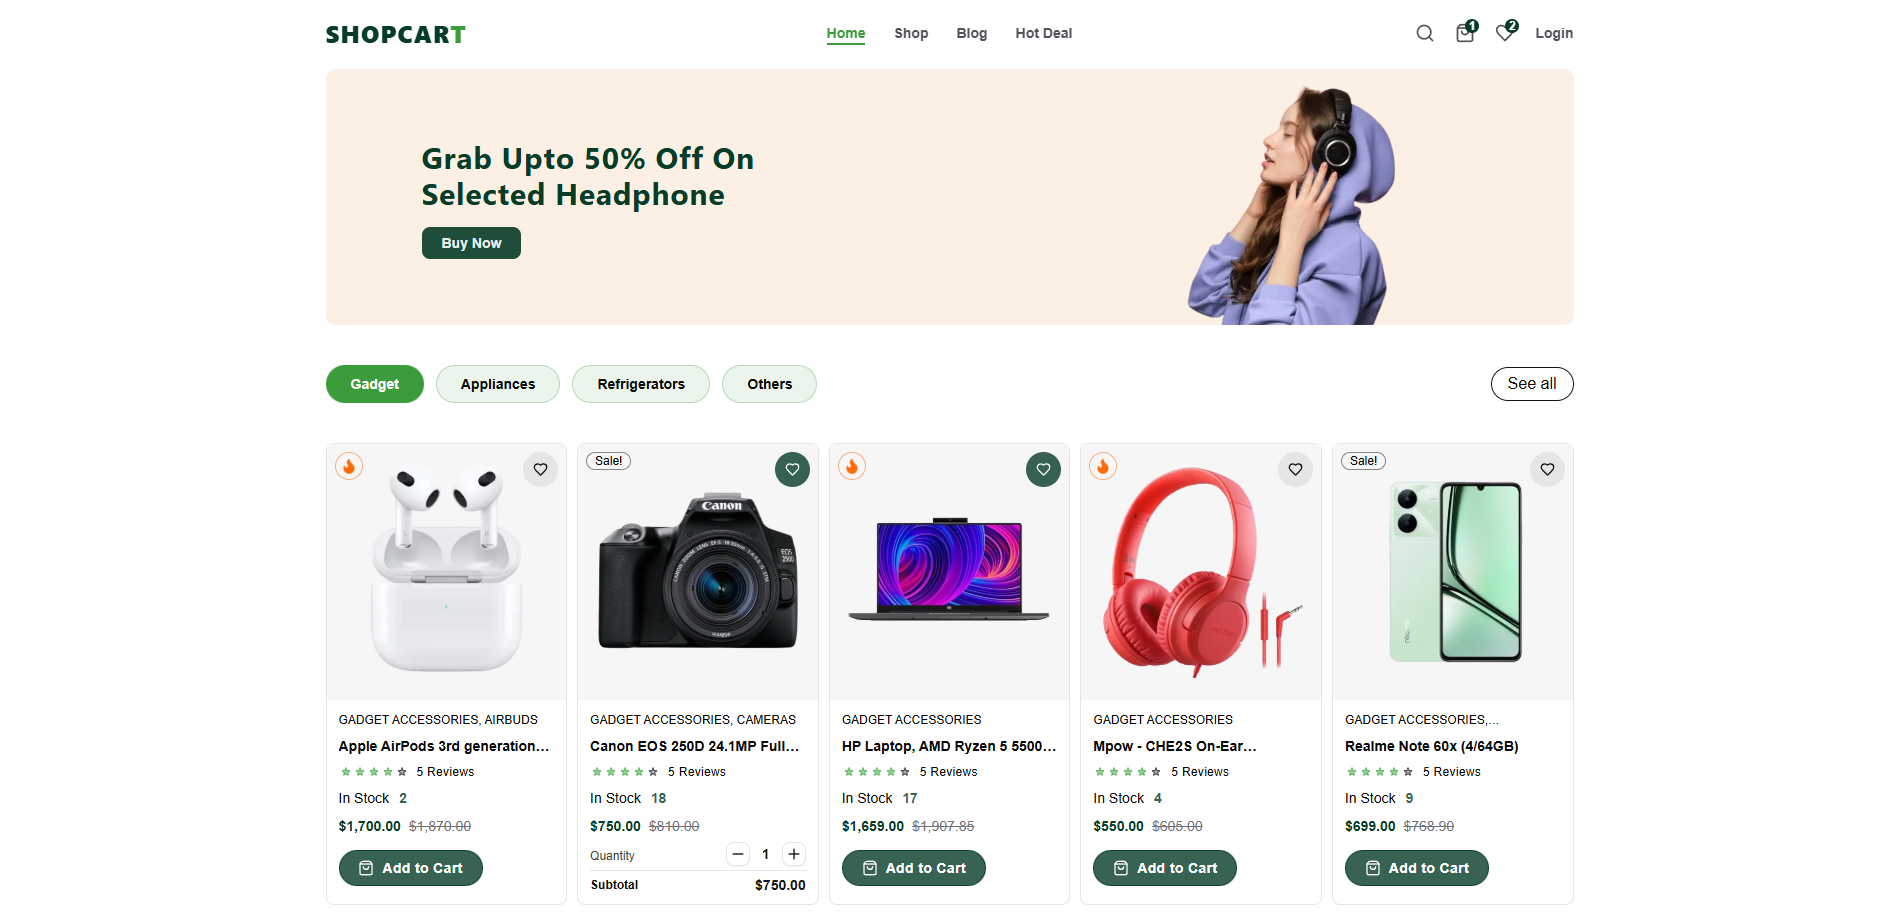 SHOPCART
Home Shop Blog Hot Deal
1 2 Login
Grab Upto 50% Off On
Selected Headphone
Buy Now
Gadget Appliances Refrigerators Others See all
GADGET ACCESSORIES, AIRBUDS
Apple AirPods 3rd generation...
5 Reviews
In Stock 2
$1,700.00 $1,870.00
Add to Cart
Sale!
Canon
EOS
250D
GADGET ACCESSORIES, CAMERAS
Canon EOS 250D 24.1MP Full...
5 Reviews
In Stock 18
$750.00 $810.00
Quantity 1
Subtotal $750.00
GADGET ACCESSORIES
HP Laptop, AMD Ryzen 5 5500...
5 Reviews
In Stock 17
$1,659.00 $1,907.85
Add to Cart
GADGET ACCESSORIES
Mpow - CHE2S On-Ear...
5 Reviews
In Stock 4
$550.00 $605.00
Add to Cart
Sale!
realme
GADGET ACCESSORIES,...
Realme Note 60x (4/64GB)
5 Reviews
In Stock 9
$699.00 $768.90
Add to Cart